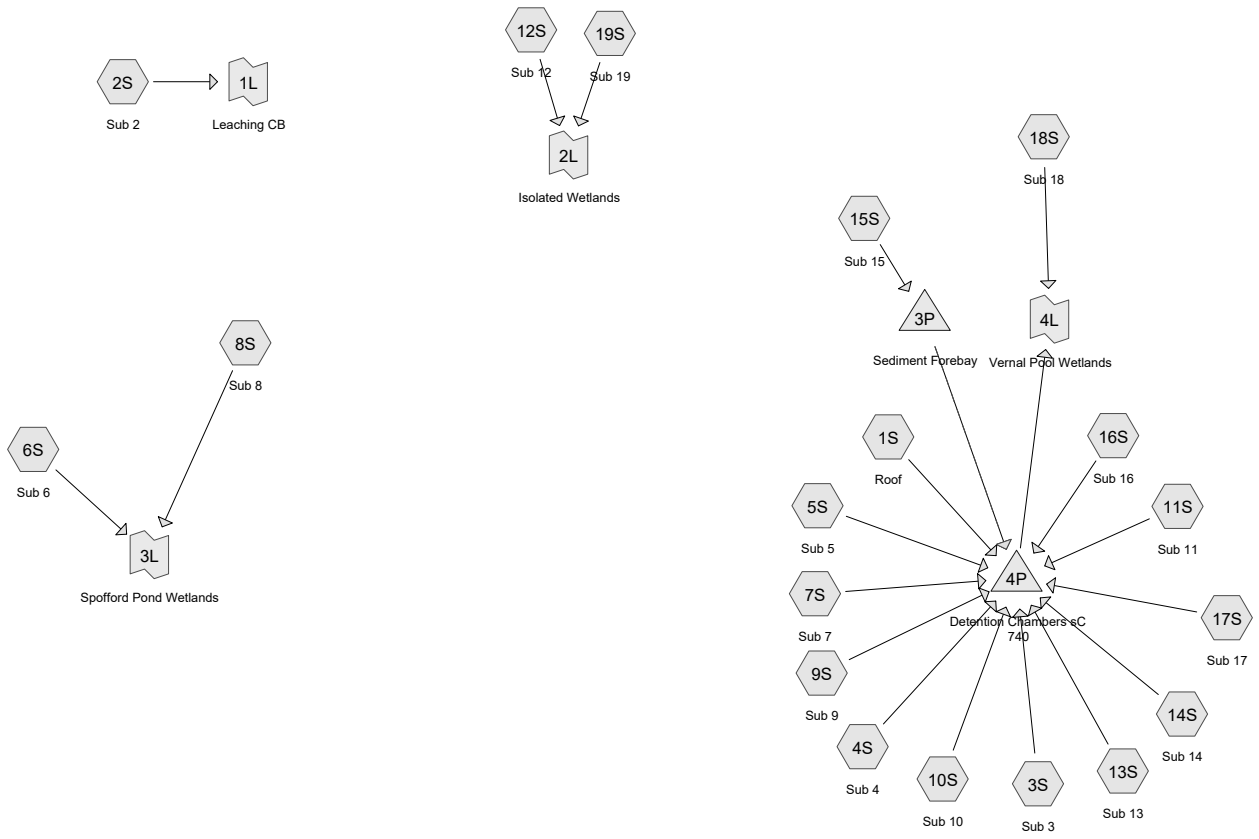 12S
19S
Sub 12
Sub 19
2S
1L
Sub 2
Leaching CB
2L
Isolated Wetlands
18S
Sub 18
15S
Sub 15
3P
4L
Sediment Forebay
Vernal Pool Wetlands
8S
Sub 8
6S
Sub 6
3L
Spofford Pond Wetlands
1S
Roof
16S
Sub 16
5S
Sub 5
11S
Sub 11
4P
Detention Chambers sC
740
7S
Sub 7
17S
Sub 17
9S
Sub 9
14S
Sub 14
4S
Sub 4
10S
Sub 10
3S
Sub 3
13S
Sub 13